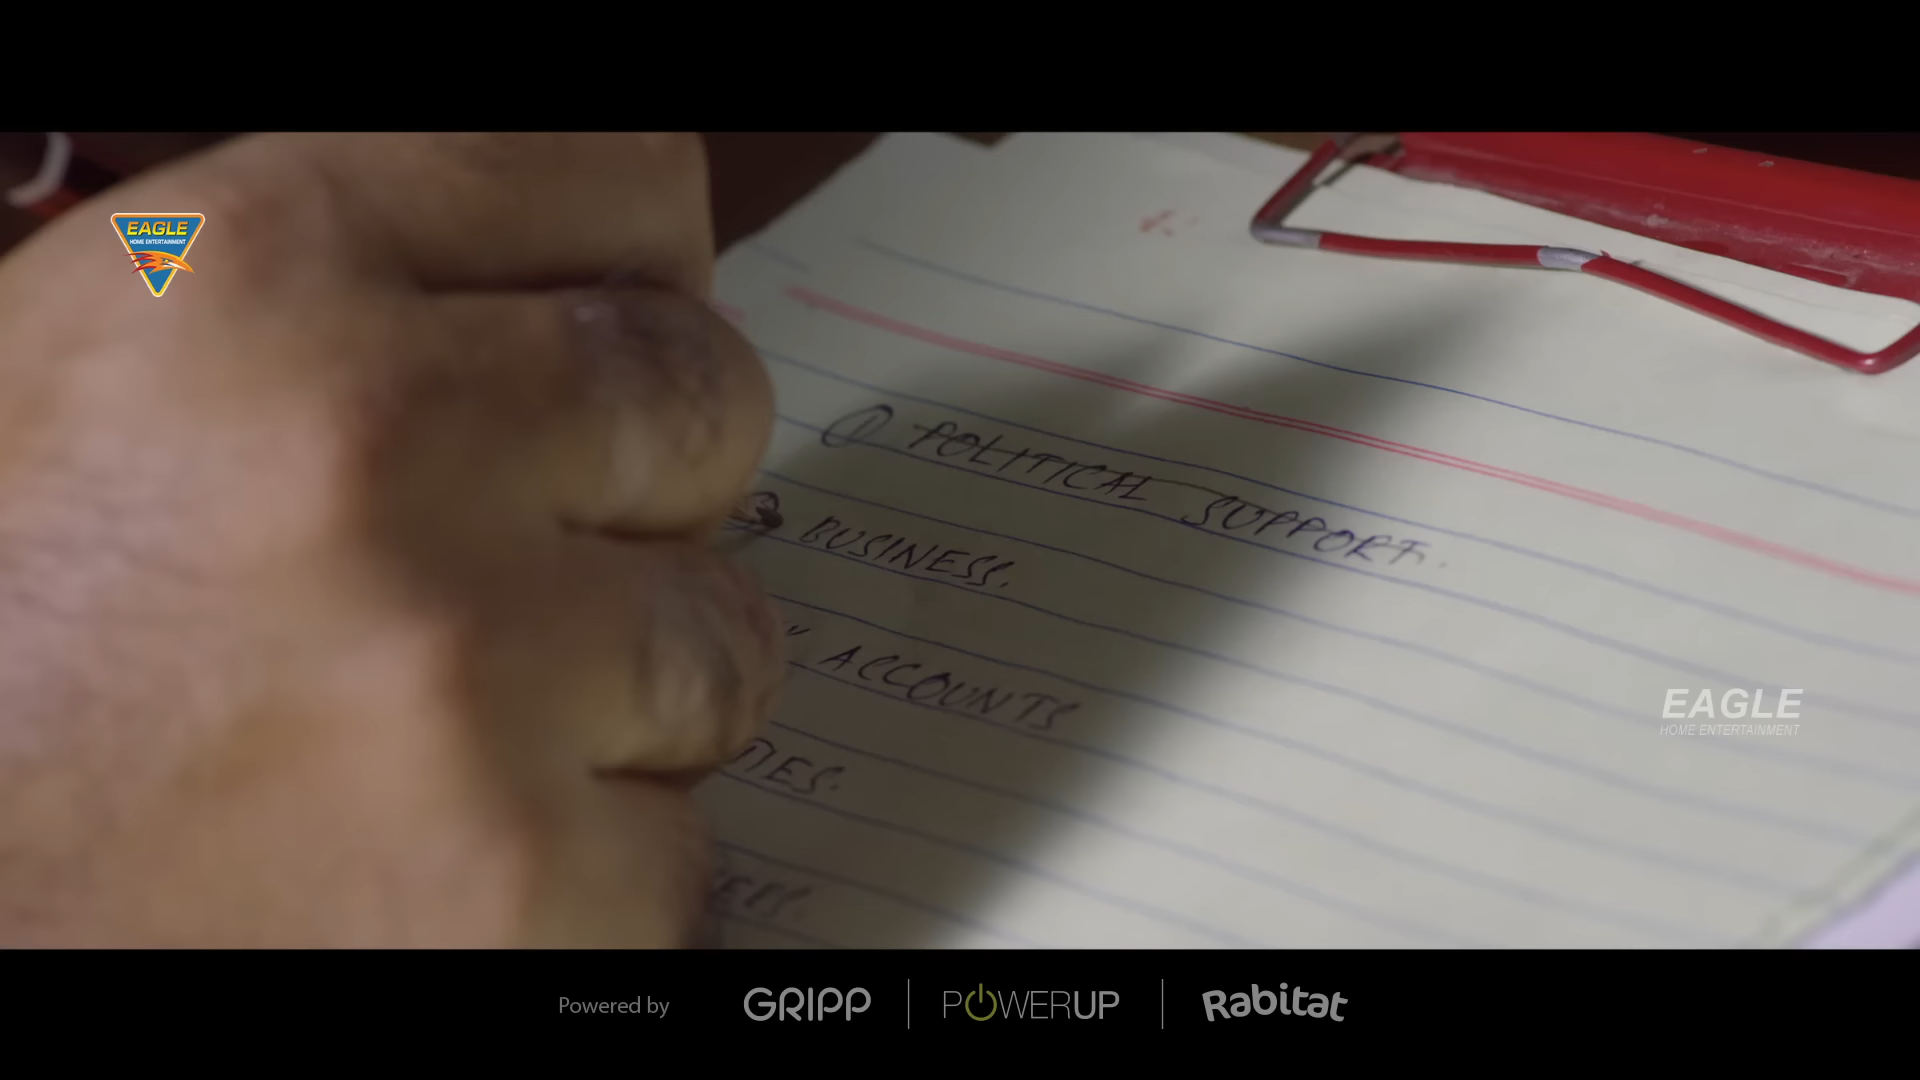 EAGLE
HOME ENTERTAINMENT
① POLITICAL SUPPORT.
BUSINESS.
" ACCOUNTS
EAGLE
HOME ENTERTAINMENT
Powered by GRIPP POWERUP Rabitat